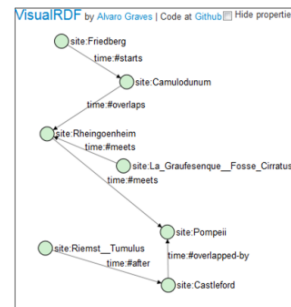 VisualRDF by Alvaro Graves | Code at Github Hide propertie
site:Friedberg
time:#starts
site:Camulodunum
time:#overlaps
site:Rheingoenheim
time:#meets
site:La_Graufesenque__Fosse_Cirratus
time:#meets
site:Pompeii
site:Riemst__Tumulus
time:#overlapped-by
time:#after
site:Castleford